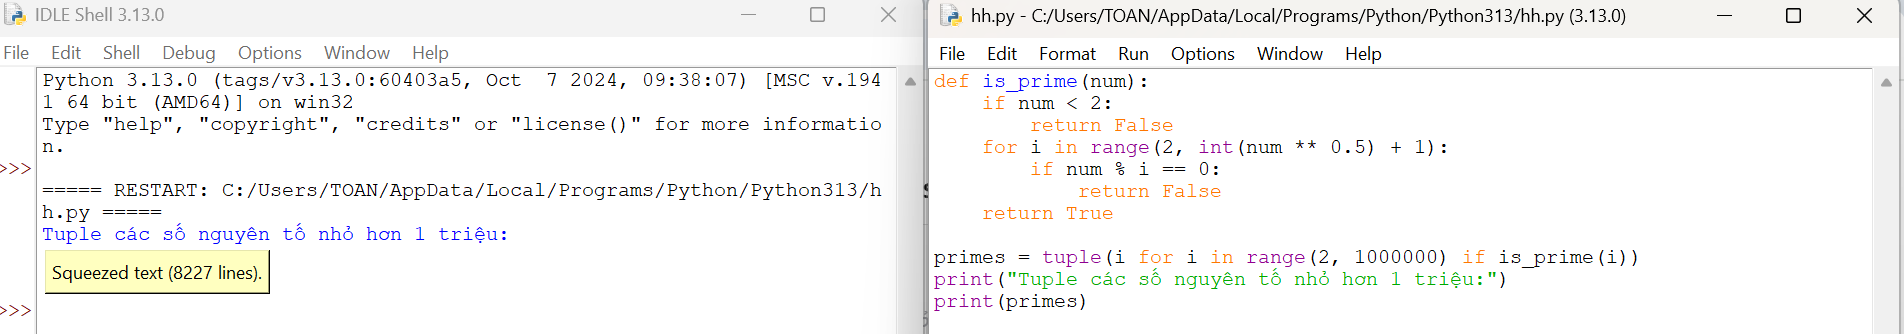 IDLE Shell 3.13.0
File Edit Shell Debug Options Window Help
Python 3.13.0 (tags/v3.13.0:60403a5, Oct  7 2024, 09:38:07) [MSC v.194
1 64 bit (AMD64)] on win32
Type "help", "copyright", "credits" or "license()" for more informatio
n.
>>>
===== RESTART: C:/Users/TOAN/AppData/Local/Programs/Python/Python313/h
h.py =====
Tuple các số nguyên tố nhỏ hơn 1 triệu:
Squeezed text (8227 lines).
>>>
hh.py - C:/Users/TOAN/AppData/Local/Programs/Python/Python313/hh.py (3.13.0)
File Edit Format Run Options Window Help
def is_prime(num):
    if num < 2:
        return False
    for i in range(2, int(num ** 0.5) + 1):
        if num % i == 0:
            return False
    return True
primes = tuple(i for i in range(2, 1000000) if is_prime(i))
print("Tuple các số nguyên tố nhỏ hơn 1 triệu:")
print(primes)